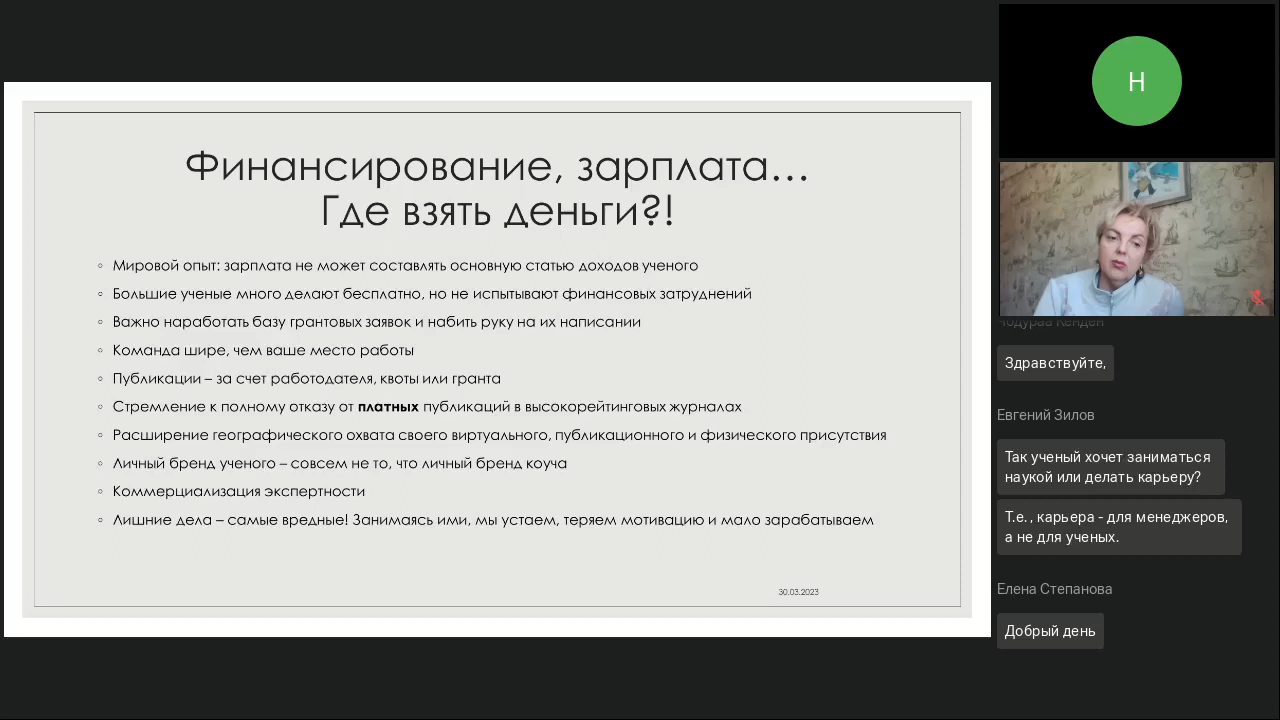 Финансирование, зарплата...
Где взять деньги?!
Мировой опыт: зарплата не может составлять основную статью доходов ученого
Большие ученые много делают бесплатно, но не испытывают финансовых затруднений
Важно наработать базу грантовых заявок и набить руку на их написании
Команда шире, чем ваше место работы
Публикации – за счет работодателя, квоты или гранта
Стремление к полному отказу от платных публикаций в высокорейтинговых журналах
Расширение географического охвата своего виртуального, публикационного и физического присутствия
Личный бренд ученого – совсем не то, что личный бренд коуча
Коммерциализация экспертности
Лишние дела – самые вредные! Занимаясь ими, мы устаем, теряем мотивацию и мало зарабатываем
30.03.2023
Н
Здравствуйте,
Евгений Зилов
Так ученый хочет заниматься
наукой или делать карьеру?
Т.е. , карьера - для менеджеров,
а не для ученых.
Елена Степанова
Добрый день